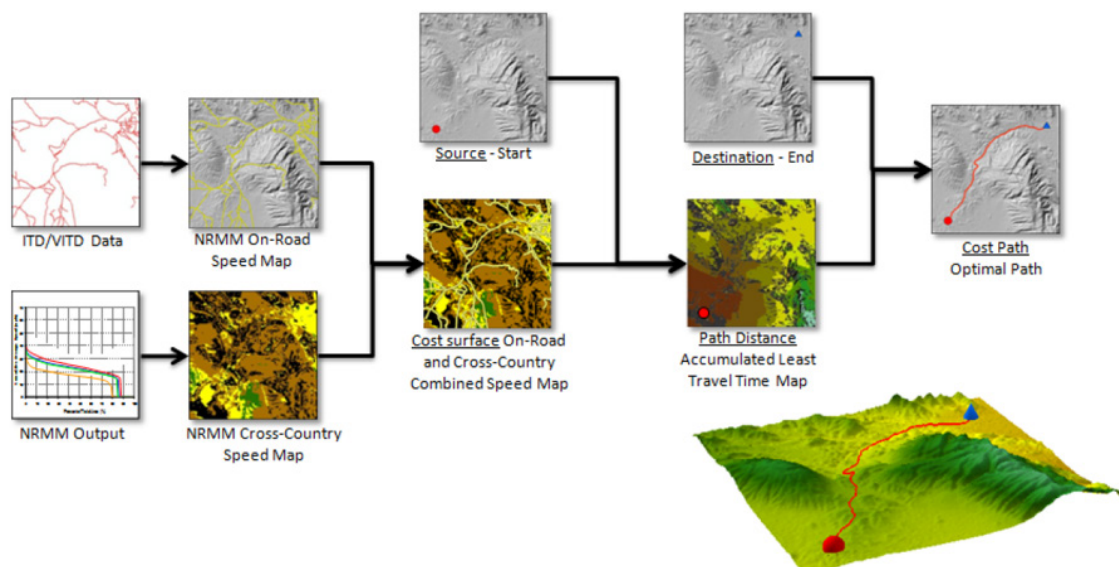 Source - Start
Destination - End
ITD/VITD Data
NRMM On-Road
Speed Map
Cost Path
Optimal Path
NRMM Output
NRMM Cross-Country
Speed Map
Cost surface On-Road
and Cross-Country
Combined Speed Map
Path Distance
Accumulated Least
Travel Time Map